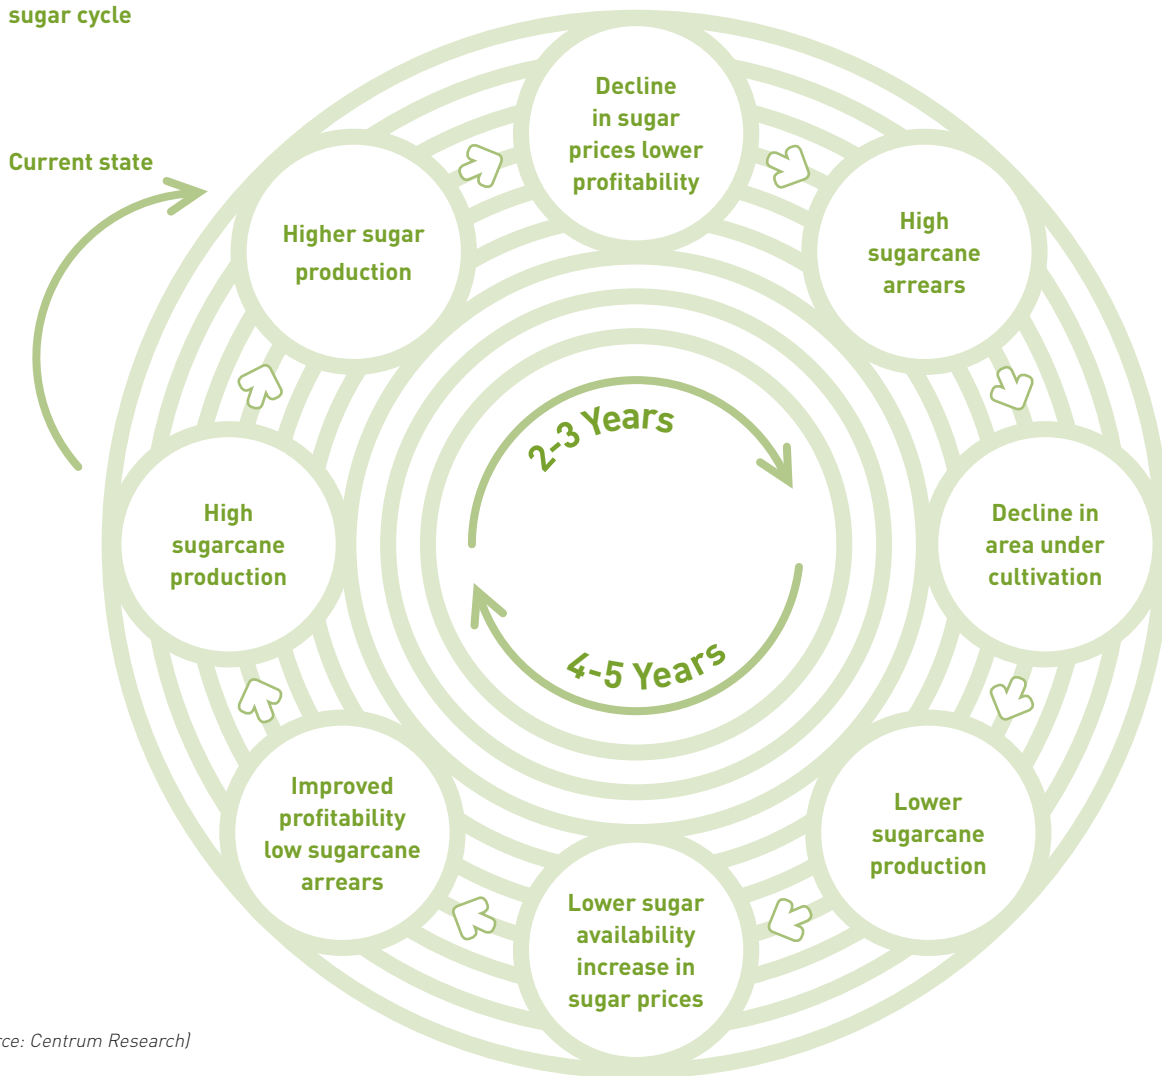 sugar cycle
Current state
Decline
in sugar
prices lower
profitability
High
sugarcane
arrears
Decline in
area under
cultivation
Lower
sugarcane
production
Lower sugar
availability
increase in
sugar prices
Improved
profitability
low sugarcane
arrears
High
sugarcane
production
Higher sugar
production
2-3 Years
4-5 Years
Centrum Research)